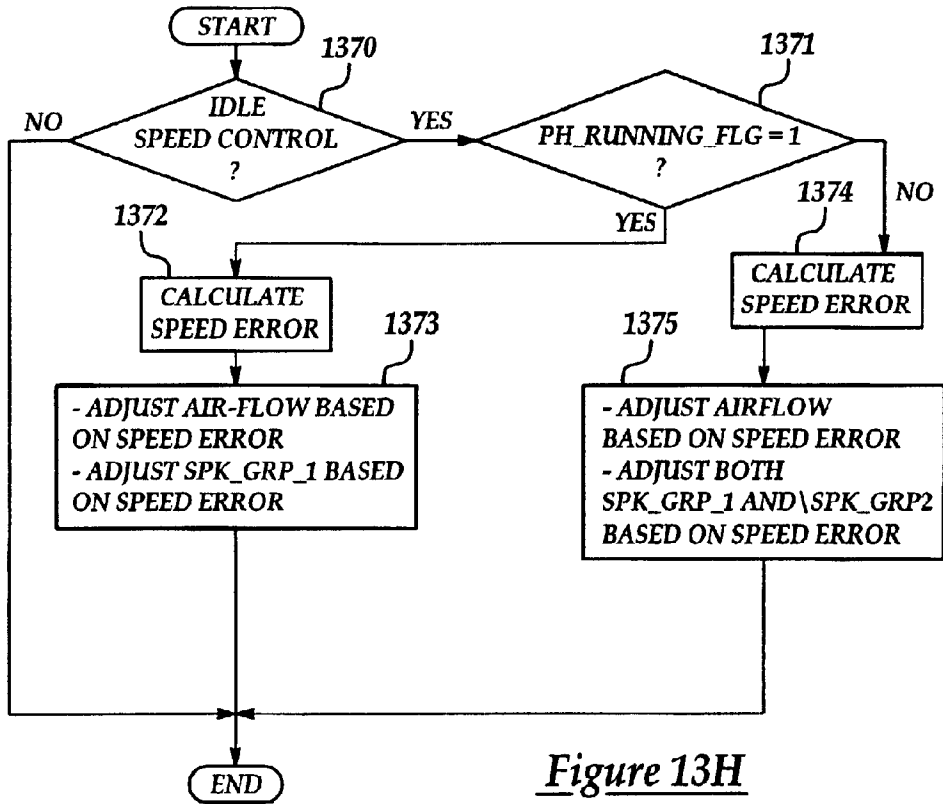 START
1370
IDLE
SPEED CONTROL
?
NO
YES
1371
PH_RUNNING_FLG = 1
?
YES
NO
1372
CALCULATE
SPEED ERROR
1374
CALCULATE
SPEED ERROR
1373
- ADJUST AIR-FLOW BASED
ON SPEED ERROR
- ADJUST SPK_GRP_1 BASED
ON SPEED ERROR
1375
- ADJUST AIRFLOW
BASED ON SPEED ERROR
- ADJUST BOTH
SPK_GRP_1 AND\SPK_GRP2
BASED ON SPEED ERROR
END
Figure 13H